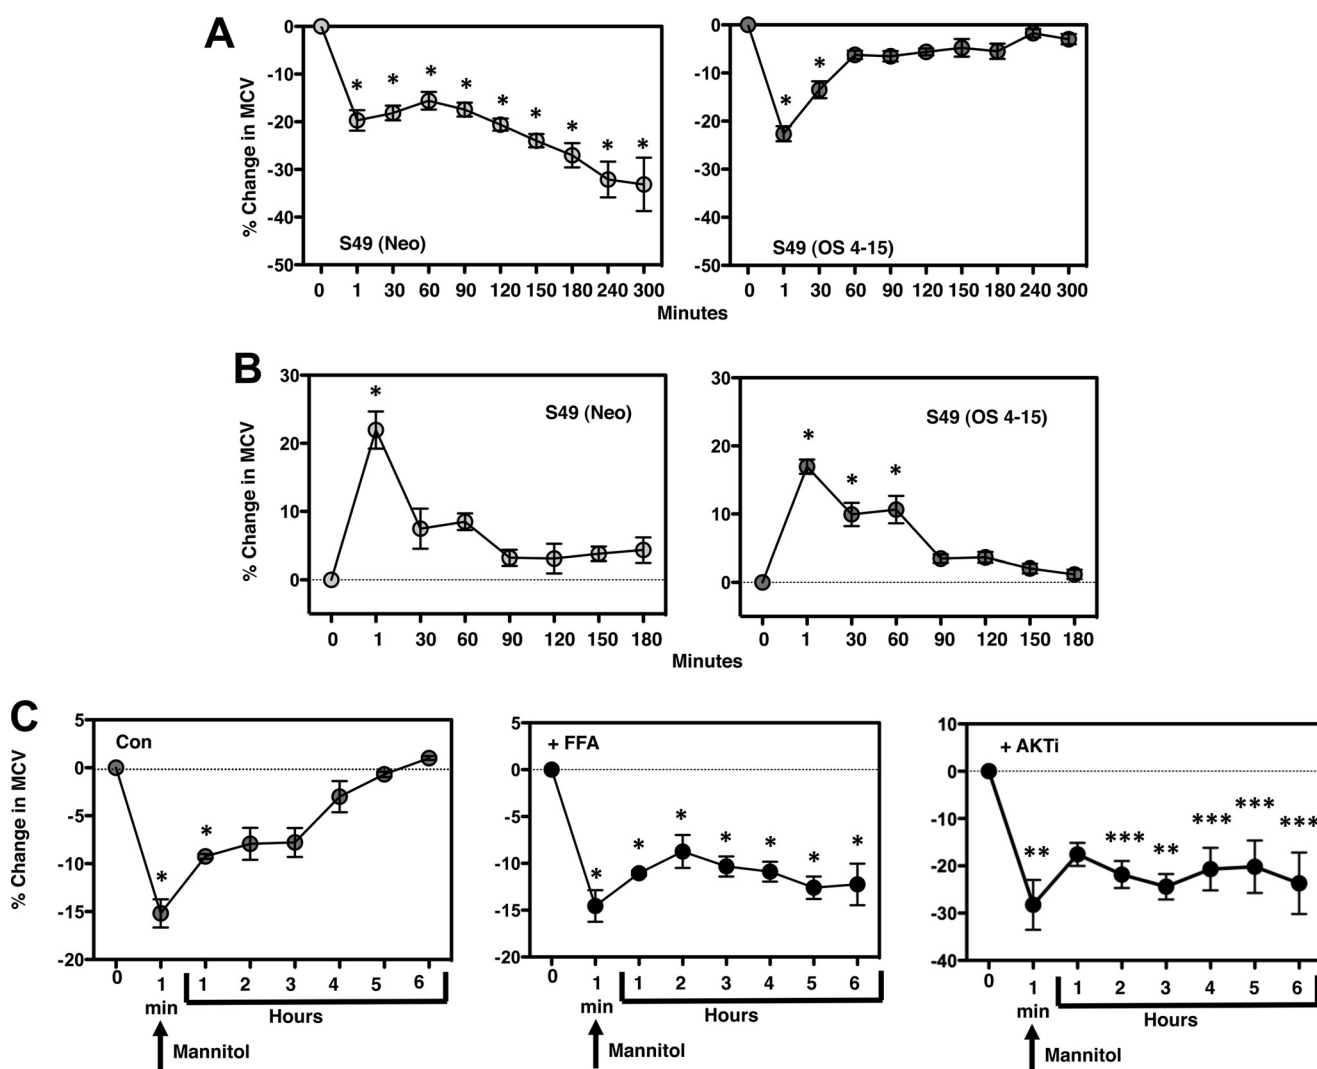 A
% Change in MCV
0
-10
-20
-30
-40
-50
* * * * * * * * *
S49 (Neo)
0 1 30 60 90 120 150 180 240 300
0
-10
-20
-30
-40
-50
* *
S49 (OS 4-15)
0 1 30 60 90 120 150 180 240 300
Minutes
B
% Change in MCV
30
20
10
0
*
S49 (Neo)
0 1 30 60 90 120 150 180
30
20
10
0
* * *
S49 (OS 4-15)
0 1 30 60 90 120 150 180
Minutes
C
% Change in MCV
5
0
-5
-10
-15
-20
Con
* *
0 1 1 2 3 4 5 6
min
Hours
Mannitol
5
0
-5
-10
-15
-20
+ FFA
* * * * * * *
0 1 1 2 3 4 5 6
min
Hours
Mannitol
10
0
-10
-20
-30
-40
+ AKTi
** *** ** *** *** ***
0 1 1 2 3 4 5 6
min
Hours
Mannitol